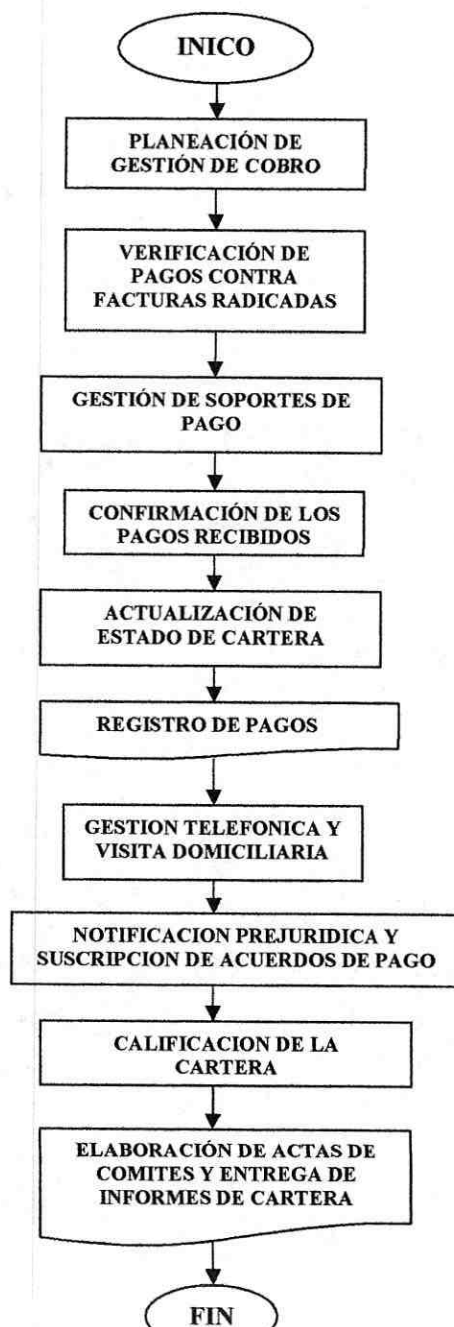 INICO
PLANEACIÓN DE
GESTIÓN DE COBRO
VERIFICACIÓN DE
PAGOS CONTRA
FACTURAS RADICADAS
GESTIÓN DE SOPORTES DE
PAGO
CONFIRMACIÓN DE LOS
PAGOS RECIBIDOS
ACTUALIZACIÓN DE
ESTADO DE CARTERA
REGISTRO DE PAGOS
GESTION TELEFONICA Y
VISITA DOMICILIARIA
NOTIFICACION PREJURIDICA Y
SUSCRIPCION DE ACUERDOS DE PAGO
CALIFICACION DE LA
CARTERA
ELABORACIÓN DE ACTAS DE
COMITES Y ENTREGA DE
INFORMES DE CARTERA
FIN